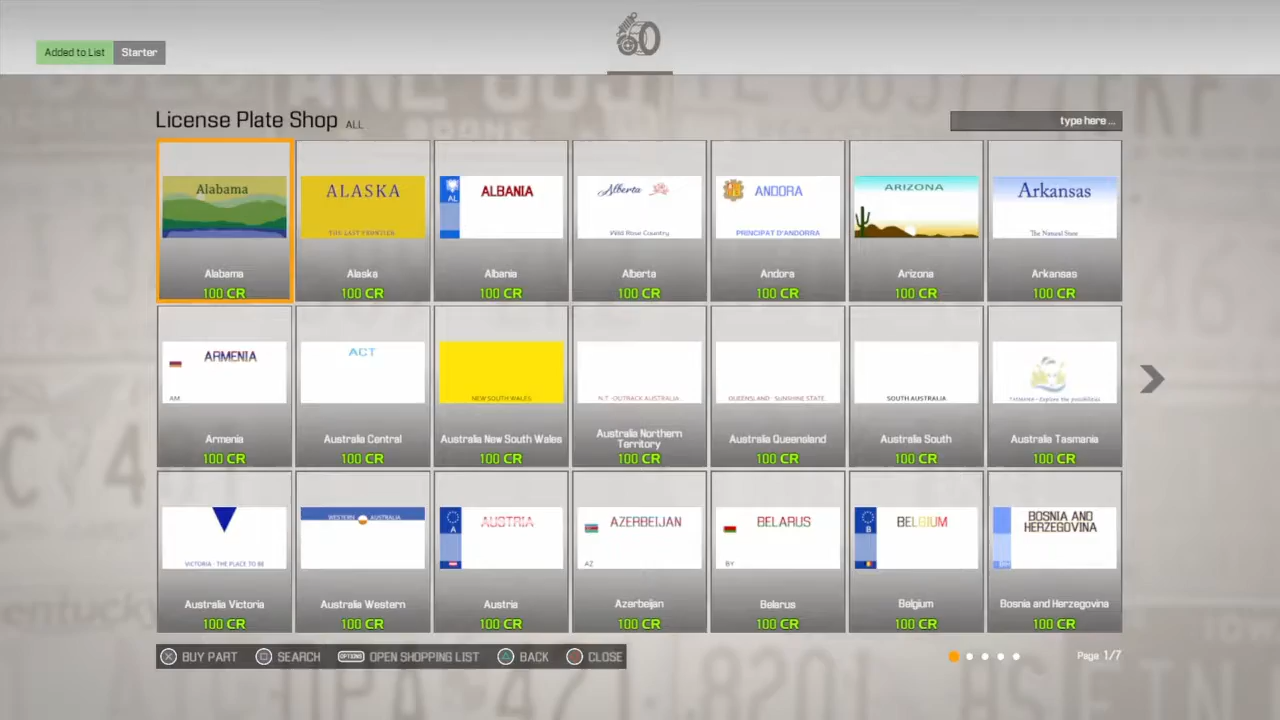 Added to List Starter
License Plate Shop ALL
type here ...
Alabama
Alabama
100 CR
ALASKA
THE LAST FRONTIER
Alaska
100 CR
AL
ALBANIA
Albania
100 CR
Alberta
Wild Rose Country
Alberta
100 CR
ANDORA
PRINCIPAT D'ANDORRA
Andora
100 CR
ARIZONA
Arizona
100 CR
Arkansas
The Natural State
Arkansas
100 CR
ARMENIA
AM
Armenia
100 CR
ACT
Australia Central
100 CR
NEW SOUTH WALES
Australia New South Wales
100 CR
N.T - OUTBACK AUSTRALIA
Australia Northern
Territory
100 CR
QUEENSLAND - SUNSHINE STATE
Australia Queensland
100 CR
SOUTH AUSTRALIA
Australia South
100 CR
TASMANIA - Explore the possibilities
Australia Tasmania
100 CR
VICTORIA - THE PLACE TO BE
Australia Victoria
100 CR
WESTERN AUSTRALIA
Australia Western
100 CR
A
AUSTRIA
Austria
100 CR
AZERBEIJAN
AZ
Azerbeijan
100 CR
BELARUS
BY
Belarus
100 CR
B
BELGIUM
Belgium
100 CR
BOSNIA AND
HERZEGOVINA
BIH
Bosnia and Herzegovina
100 CR
BUY PART SEARCH OPTIONS OPEN SHOPPING LIST BACK CLOSE
Page 1/7